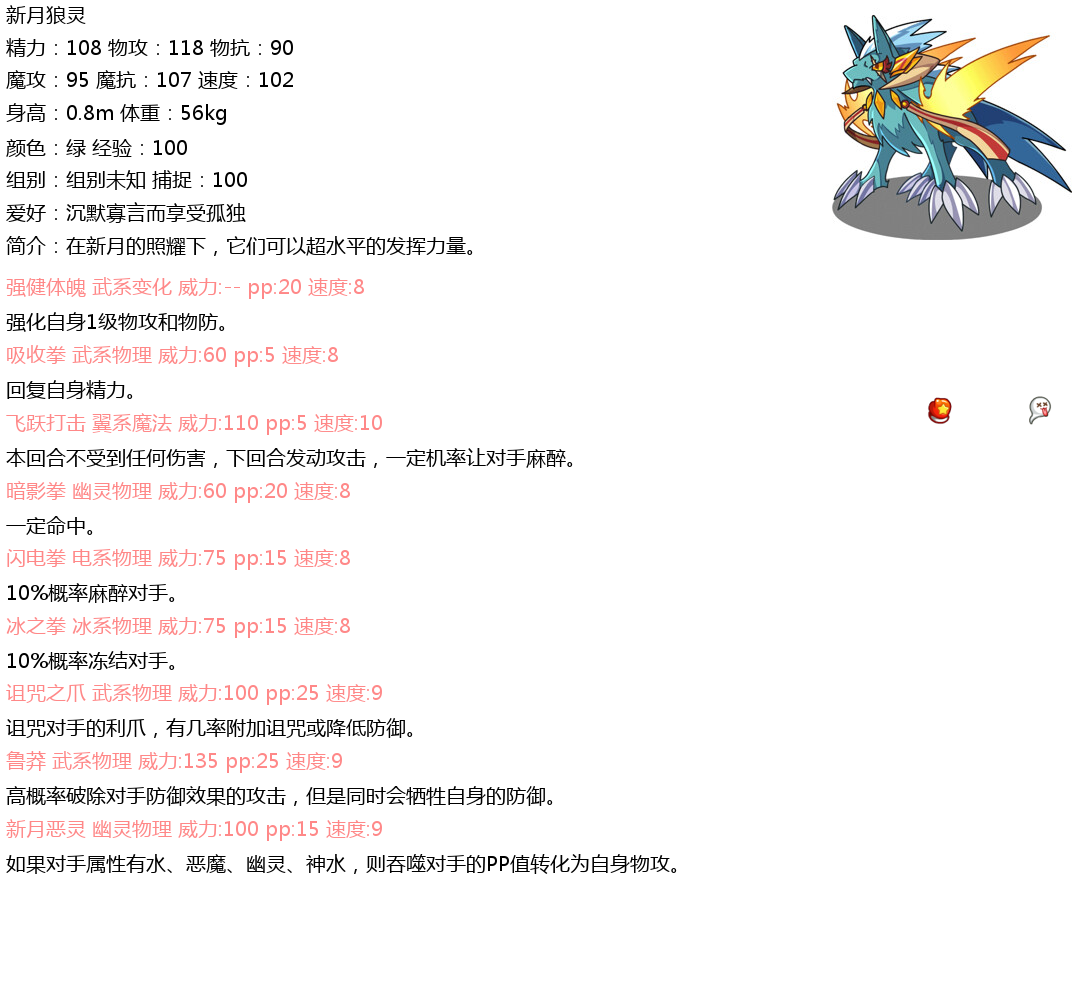 新月狼灵
精力：108 物攻：118 物抗：90
魔攻：95 魔抗：107 速度：102
身高：0.8m 体重：56kg
颜色：绿 经验：100
组别：组别未知 捕捉：100
爱好：沉默寡言而享受孤独
简介：在新月的照耀下，它们可以超水平的发挥力量。
强健体魄 武系变化 威力:-- pp:20 速度:8
强化自身1级物攻和物防。
吸收拳 武系物理 威力:60 pp:5 速度:8
回复自身精力。
飞跃打击 翼系魔法 威力:110 pp:5 速度:10
本回合不受到任何伤害，下回合发动攻击，一定机率让对手麻醉。
暗影拳 幽灵物理 威力:60 pp:20 速度:8
一定命中。
闪电拳 电系物理 威力:75 pp:15 速度:8
10%概率麻醉对手。
冰之拳 冰系物理 威力:75 pp:15 速度:8
10%概率冻结对手。
诅咒之爪 武系物理 威力:100 pp:25 速度:9
诅咒对手的利爪，有几率附加诅咒或降低防御。
鲁莽 武系物理 威力:135 pp:25 速度:9
高概率破除对手防御效果的攻击，但是同时会牺牲自身的防御。
新月恶灵 幽灵物理 威力:100 pp:15 速度:9
如果对手属性有水、恶魔、幽灵、神水，则吞噬对手的PP值转化为自身物攻。